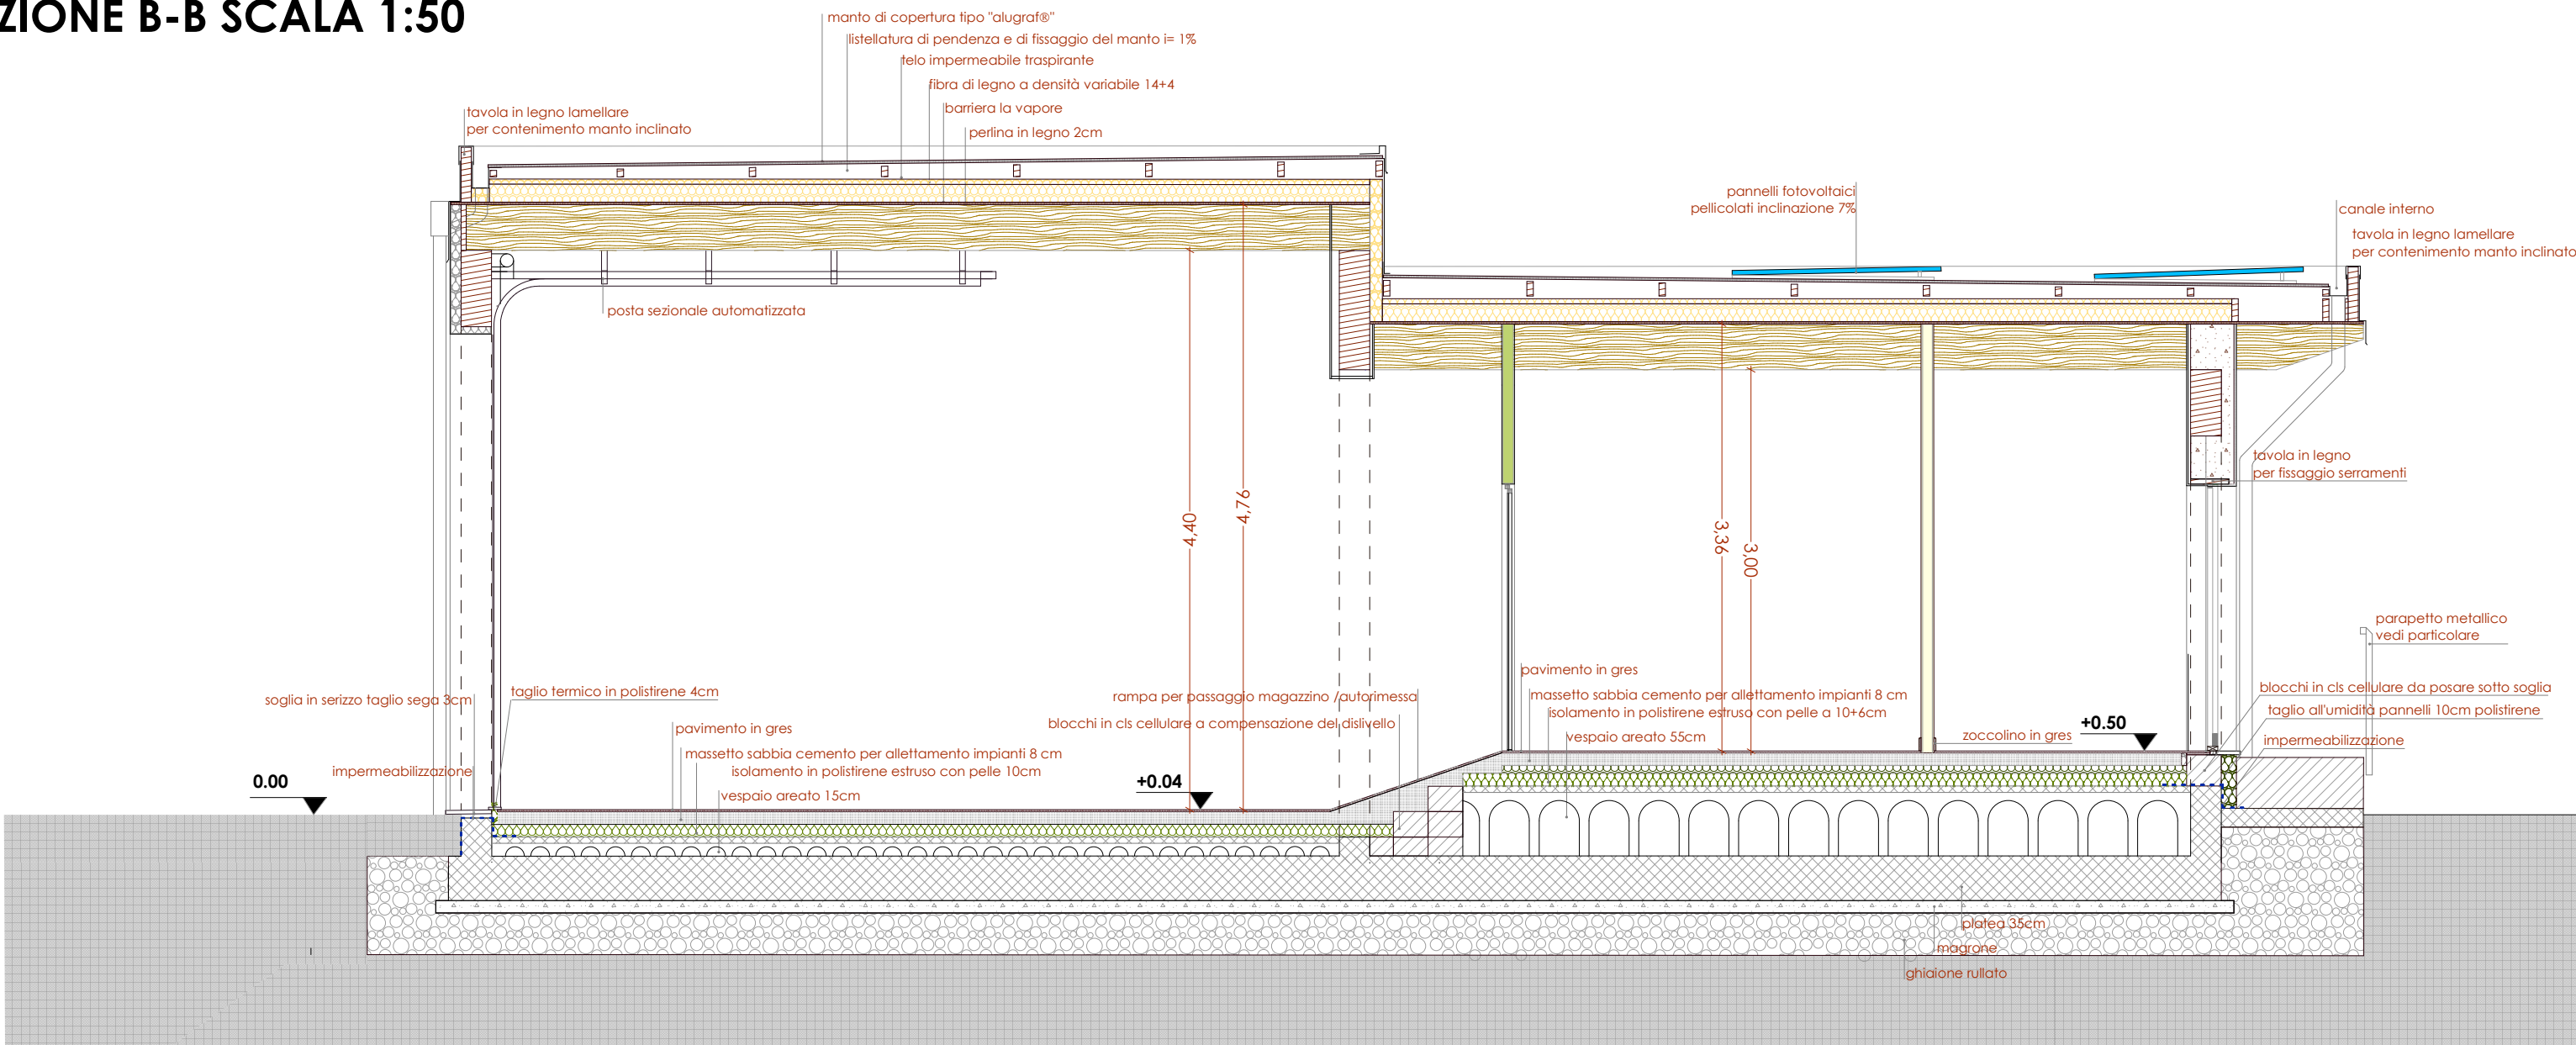 ZIONE B-B SCALA 1:50
manto di copertura tipo "alugraf®"
listellatura di pendenza e di fissaggio del manto i= 1%
telo impermeabile traspirante
fibra di legno a densità variabile 14+4
barriera la vapore
perlina in legno 2cm
tavola in legno lamellare
per contenimento manto inclinato
pannelli fotovoltaici
pellicolati inclinazione 7%
canale interno
tavola in legno lamellare
per contenimento manto inclinato
posta sezionale automatizzata
4,40
4,76
3,36
3,00
tavola in legno
per fissaggio serramenti
parapetto metallico
vedi particolare
soglia in serizzo taglio sega 3cm
taglio termico in polistirene 4cm
pavimento in gres
massetto sabbia cemento per allettamento impianti 8 cm
isolamento in polistirene estruso con pelle 10cm
vespaio areato 15cm
impermeabilizzazione
0.00
+0.04
rampa per passaggio magazzino /autorimessa
blocchi in cls cellulare a compensazione del dislivello
pavimento in gres
massetto sabbia cemento per allettamento impianti 8 cm
isolamento in polistirene estruso con pelle a 10+6cm
vespaio areato 55cm
zoccolino in gres
+0.50
blocchi in cls cellulare da posare sotto soglia
taglio all'umidità pannelli 10cm polistirene
impermeabilizzazione
platea 35cm
magrone
ghiaione rullato